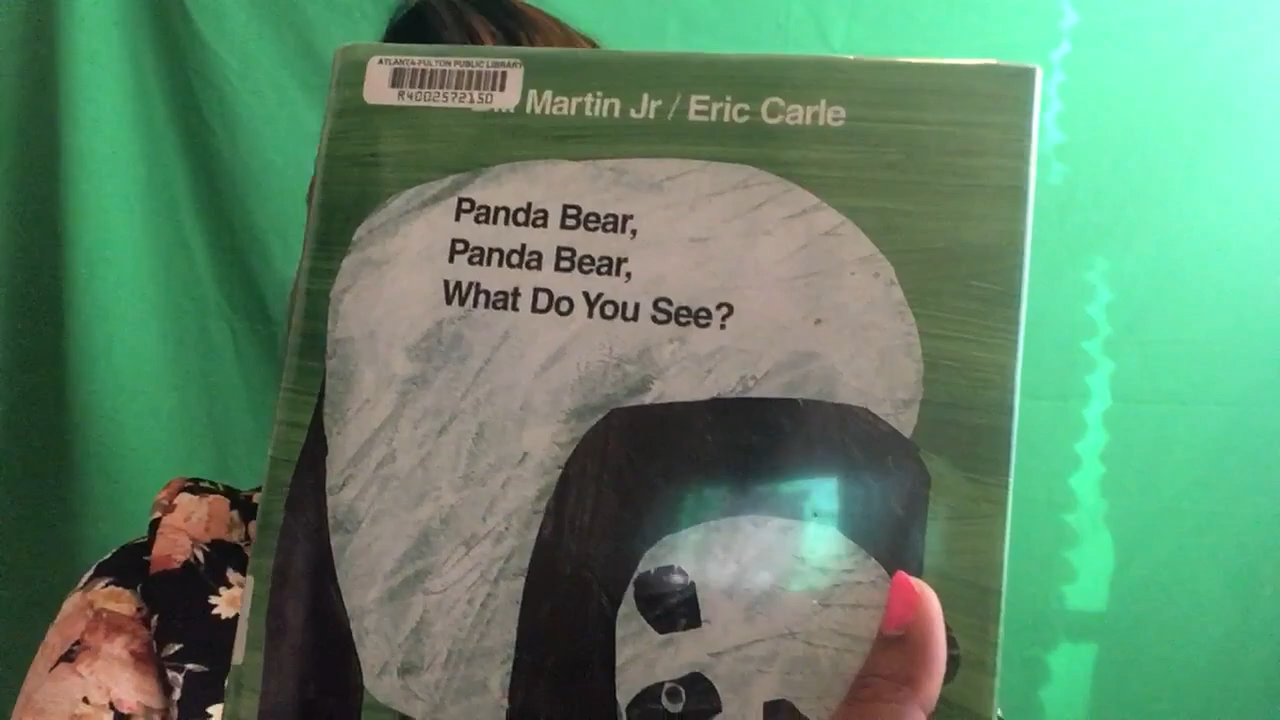 ATLANTA-FULTON PUBLIC LIBRARY
R4002572150
Martin Jr / Eric Carle
Panda Bear,
Panda Bear,
What Do You See?